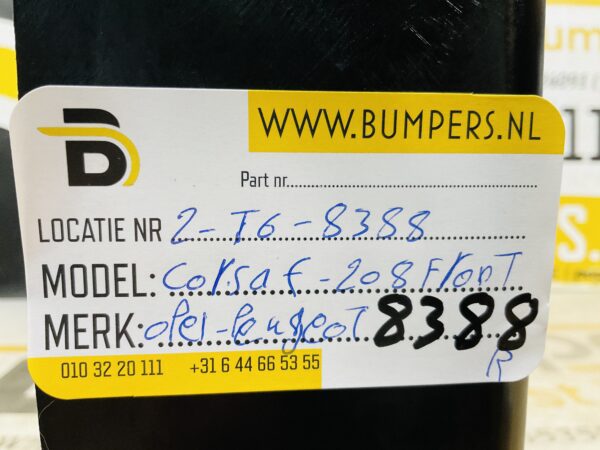 WWW.BUMPERS.NL
Part nr.
LOCATIE NR 2-T6-8388
MODEL: Corsa f-208 Front
MERK: opel-Peugeot 8388
R
010 32 20 111 +31 6 44 66 53 55